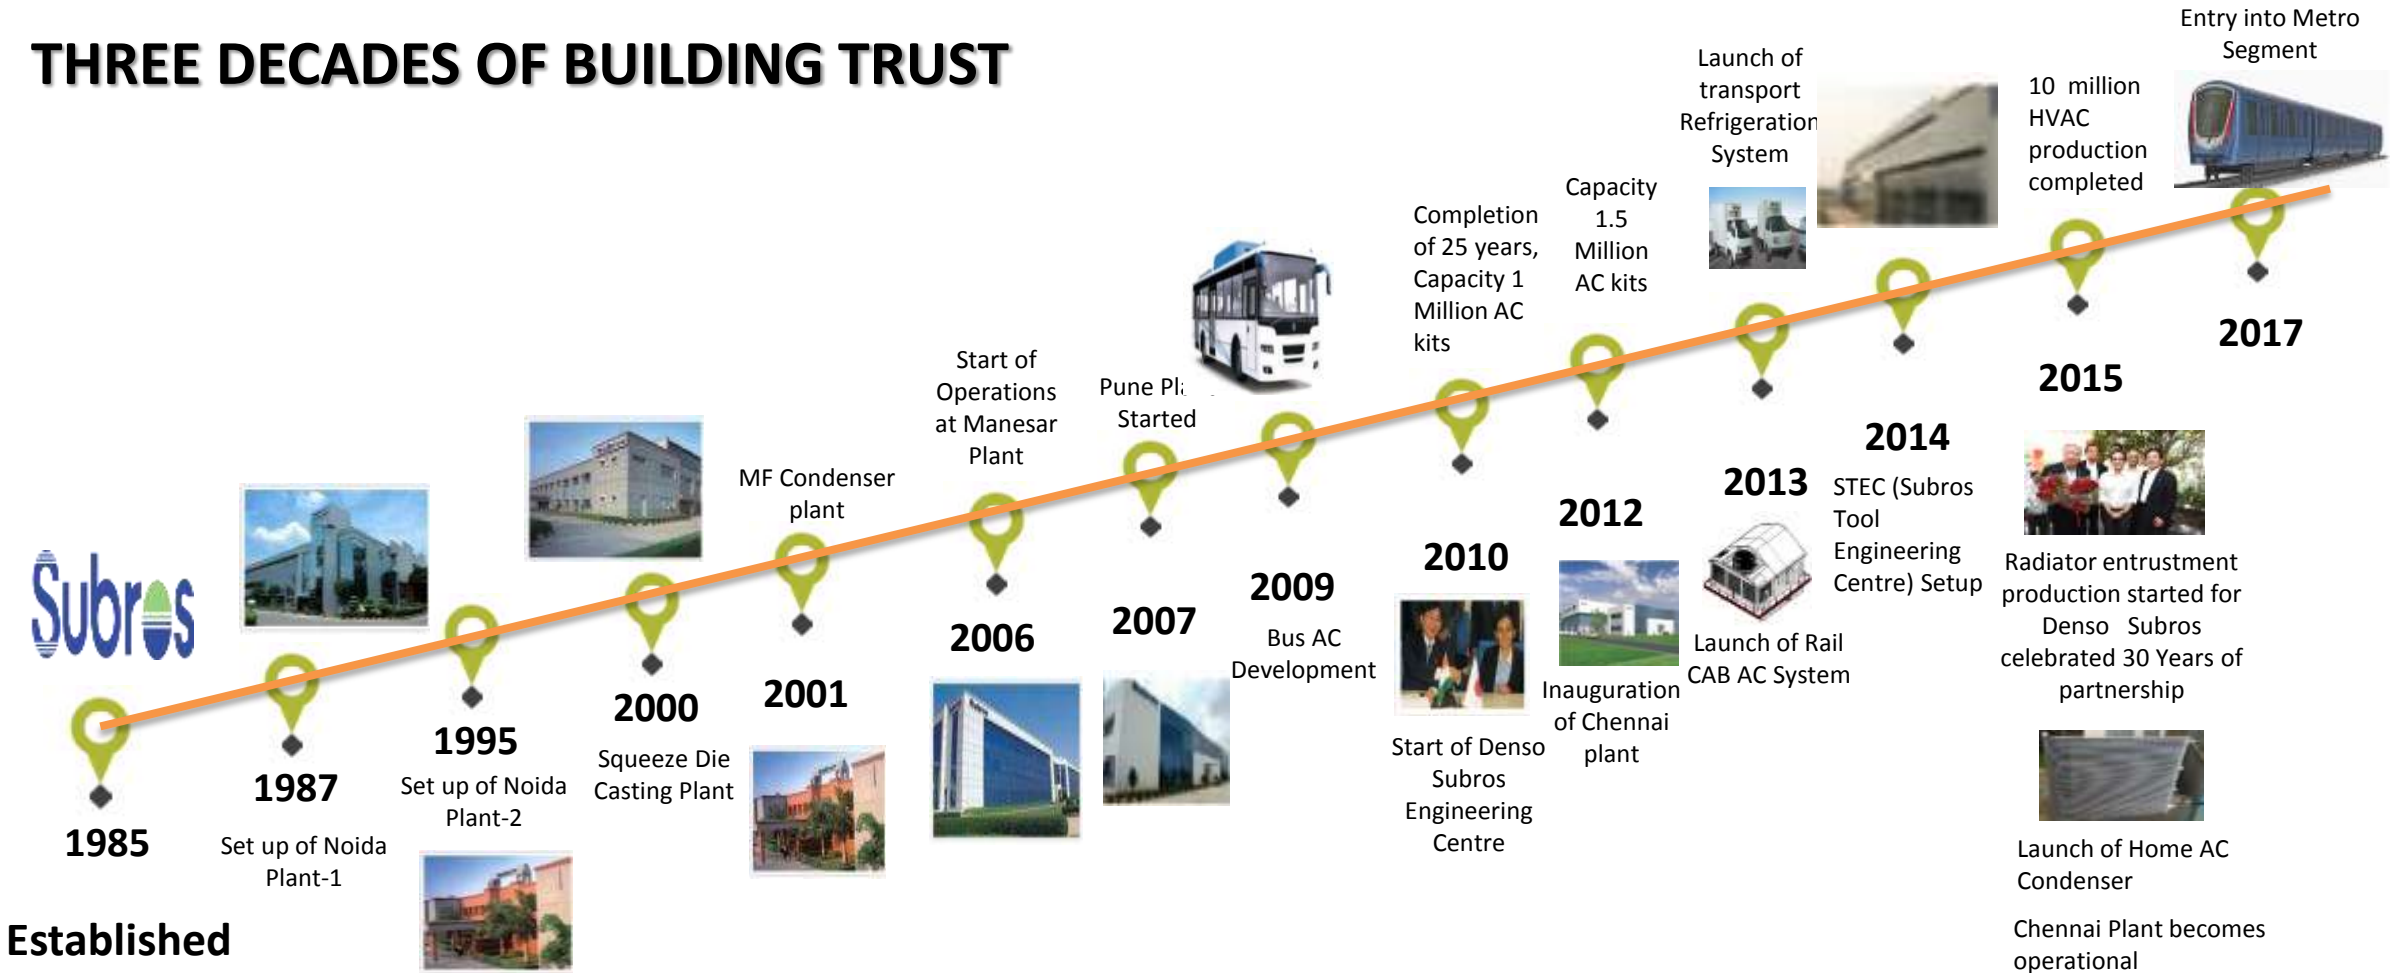 THREE DECADES OF BUILDING TRUST
Subros
1985
Established
1987
Set up of Noida
Plant-1
1995
Set up of Noida
Plant-2
2000
Squeeze Die
Casting Plant
MF Condenser
plant
2001
Start of
Operations
at Manesar
Plant
2006
Pune
Started
2007
2009
Bus AC
Development
Completion
of 25 years,
Capacity 1
Million AC
kits
2010
Start of Denso
Subros
Engineering
Centre
Capacity
1.5
Million
AC kits
2012
Inauguration
of Chennai
plant
Launch of
transport
Refrigeration
System
2013
Launch of Rail
CAB AC System
2014
STEC (Subros
Tool
Engineering
Centre) Setup
10 million
HVAC
production
completed
2015
Radiator entrustment
production started for
Denso Subros
celebrated 30 Years of
partnership
Launch of Home AC
Condenser
Chennai Plant becomes
operational
Entry into Metro
Segment
2017